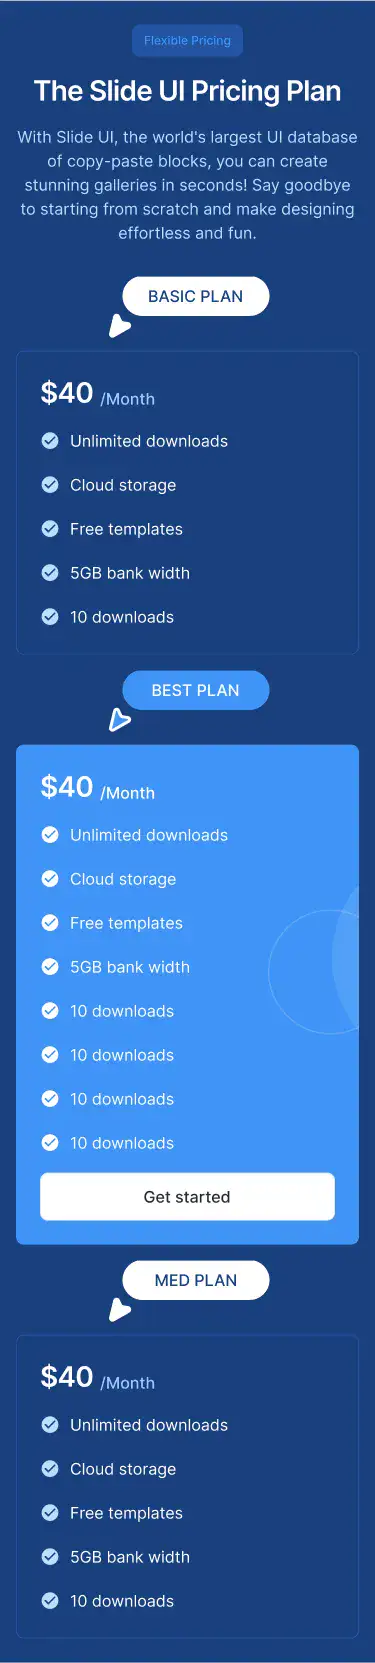 Flexible Pricing
The Slide UI Pricing Plan
With Slide UI, the world's largest UI database
of copy-paste blocks, you can create
stunning galleries in seconds! Say goodbye
to starting from scratch and make designing
effortless and fun.
BASIC PLAN
$40 /Month
Unlimited downloads
Cloud storage
Free templates
5GB bank width
10 downloads
BEST PLAN
$40 /Month
Unlimited downloads
Cloud storage
Free templates
5GB bank width
10 downloads
10 downloads
10 downloads
10 downloads
Get started
MED PLAN
$40 /Month
Unlimited downloads
Cloud storage
Free templates
5GB bank width
10 downloads